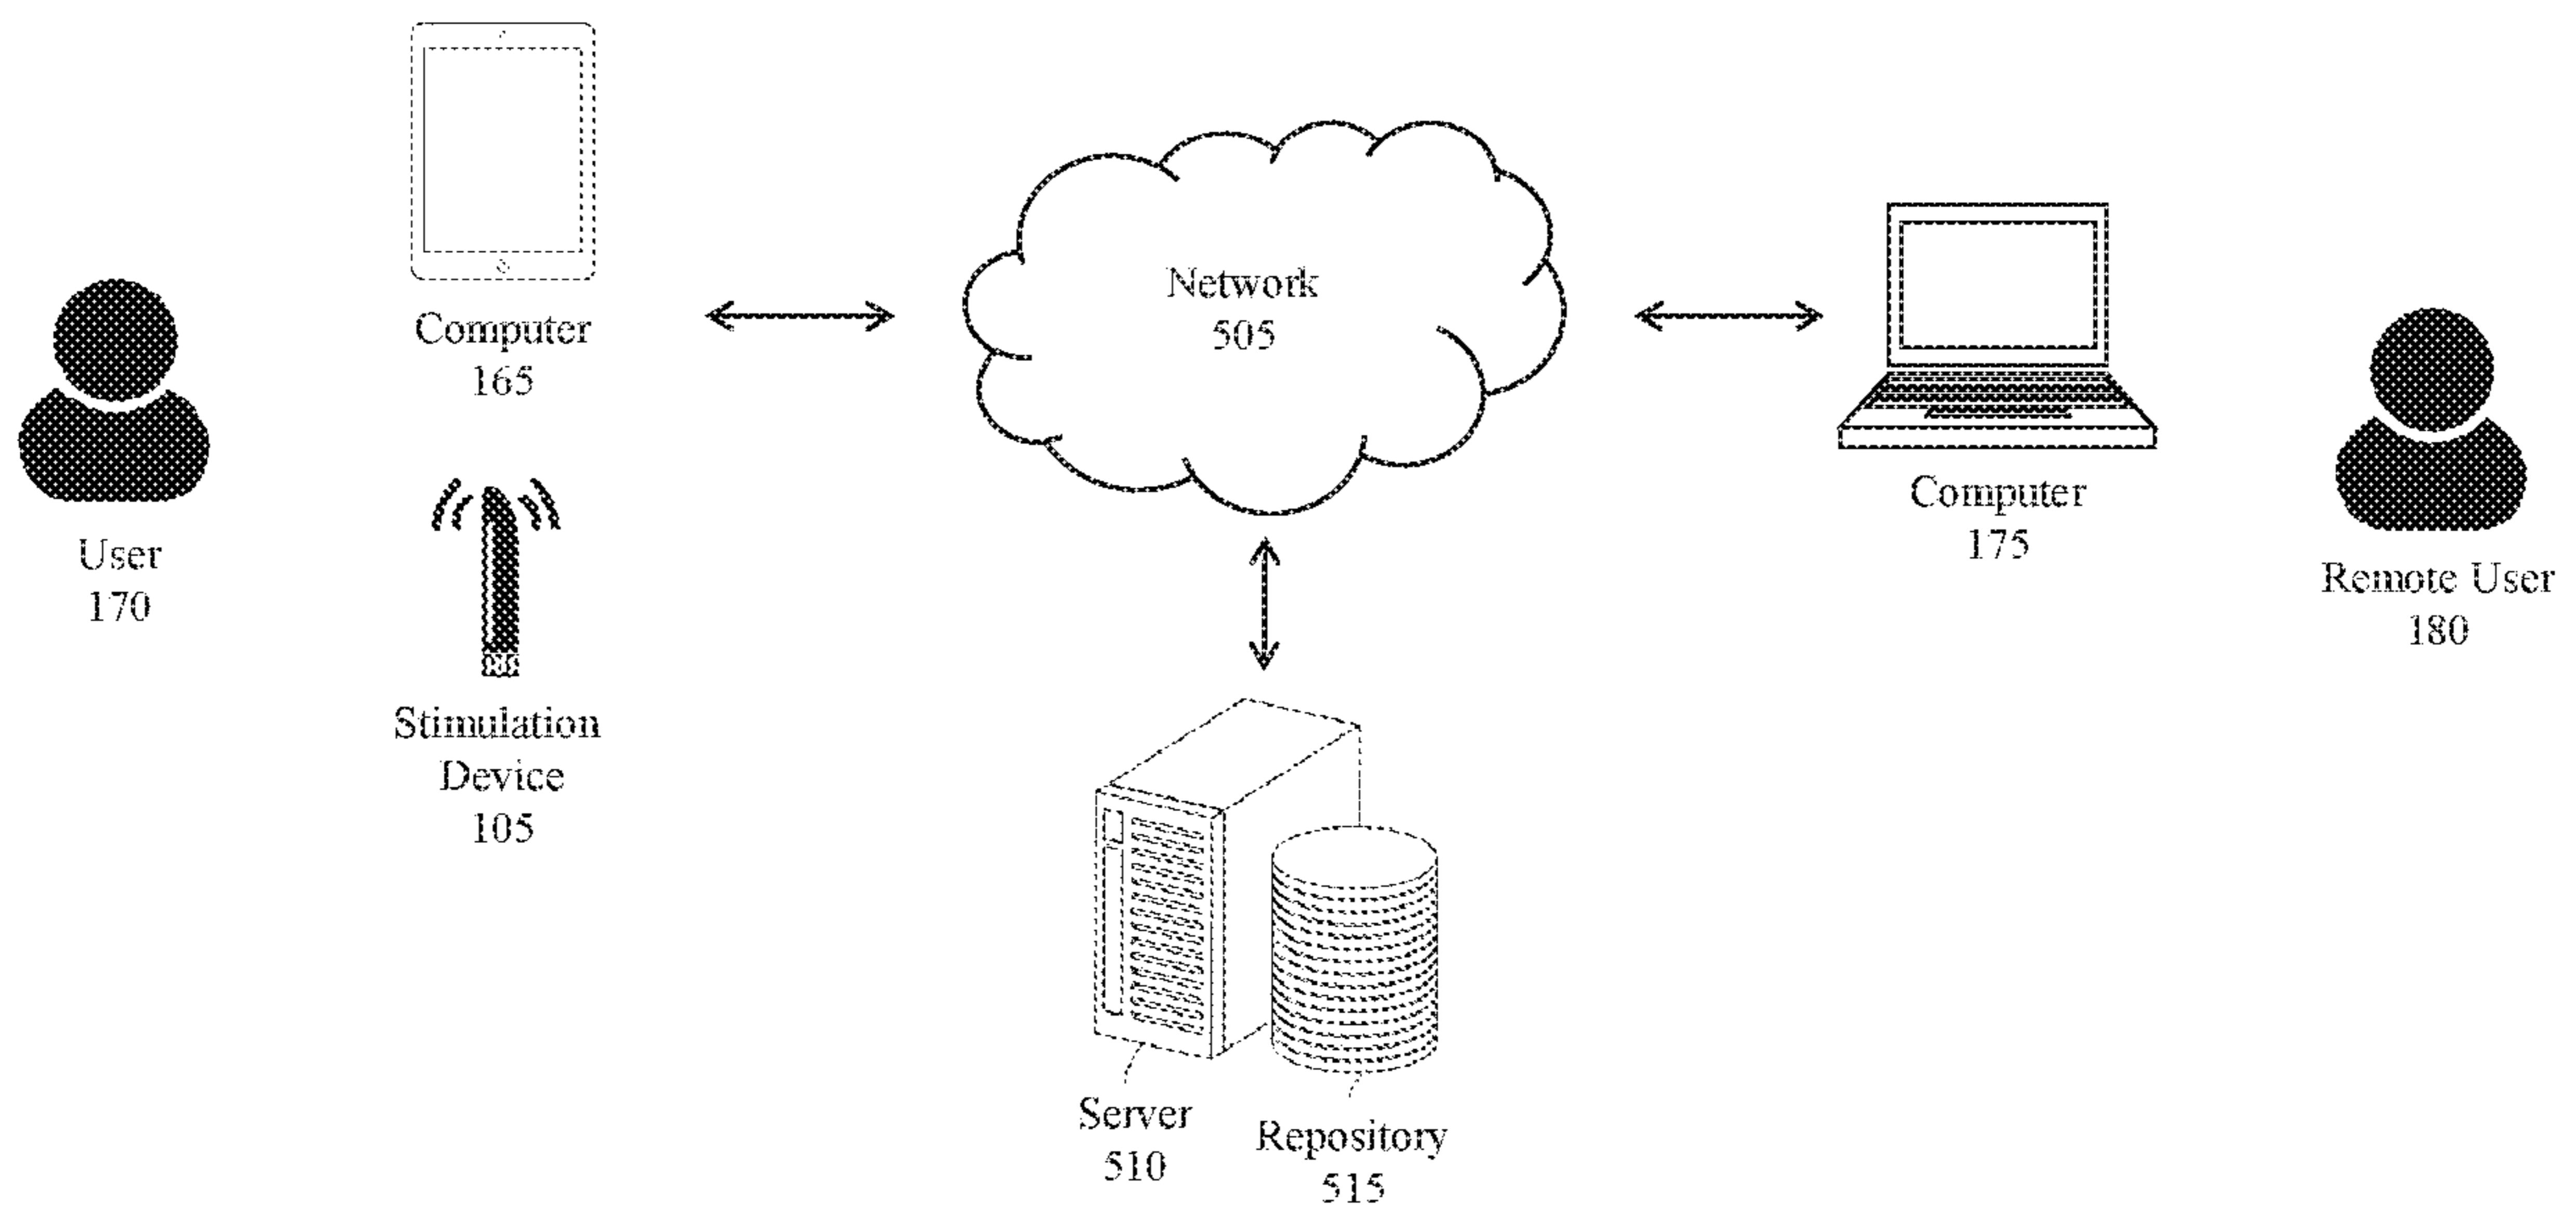 Computer
165
User
170
Stimulation
Device
105
Network
505
Computer
175
Remote User
180
Server
510
Repository
515